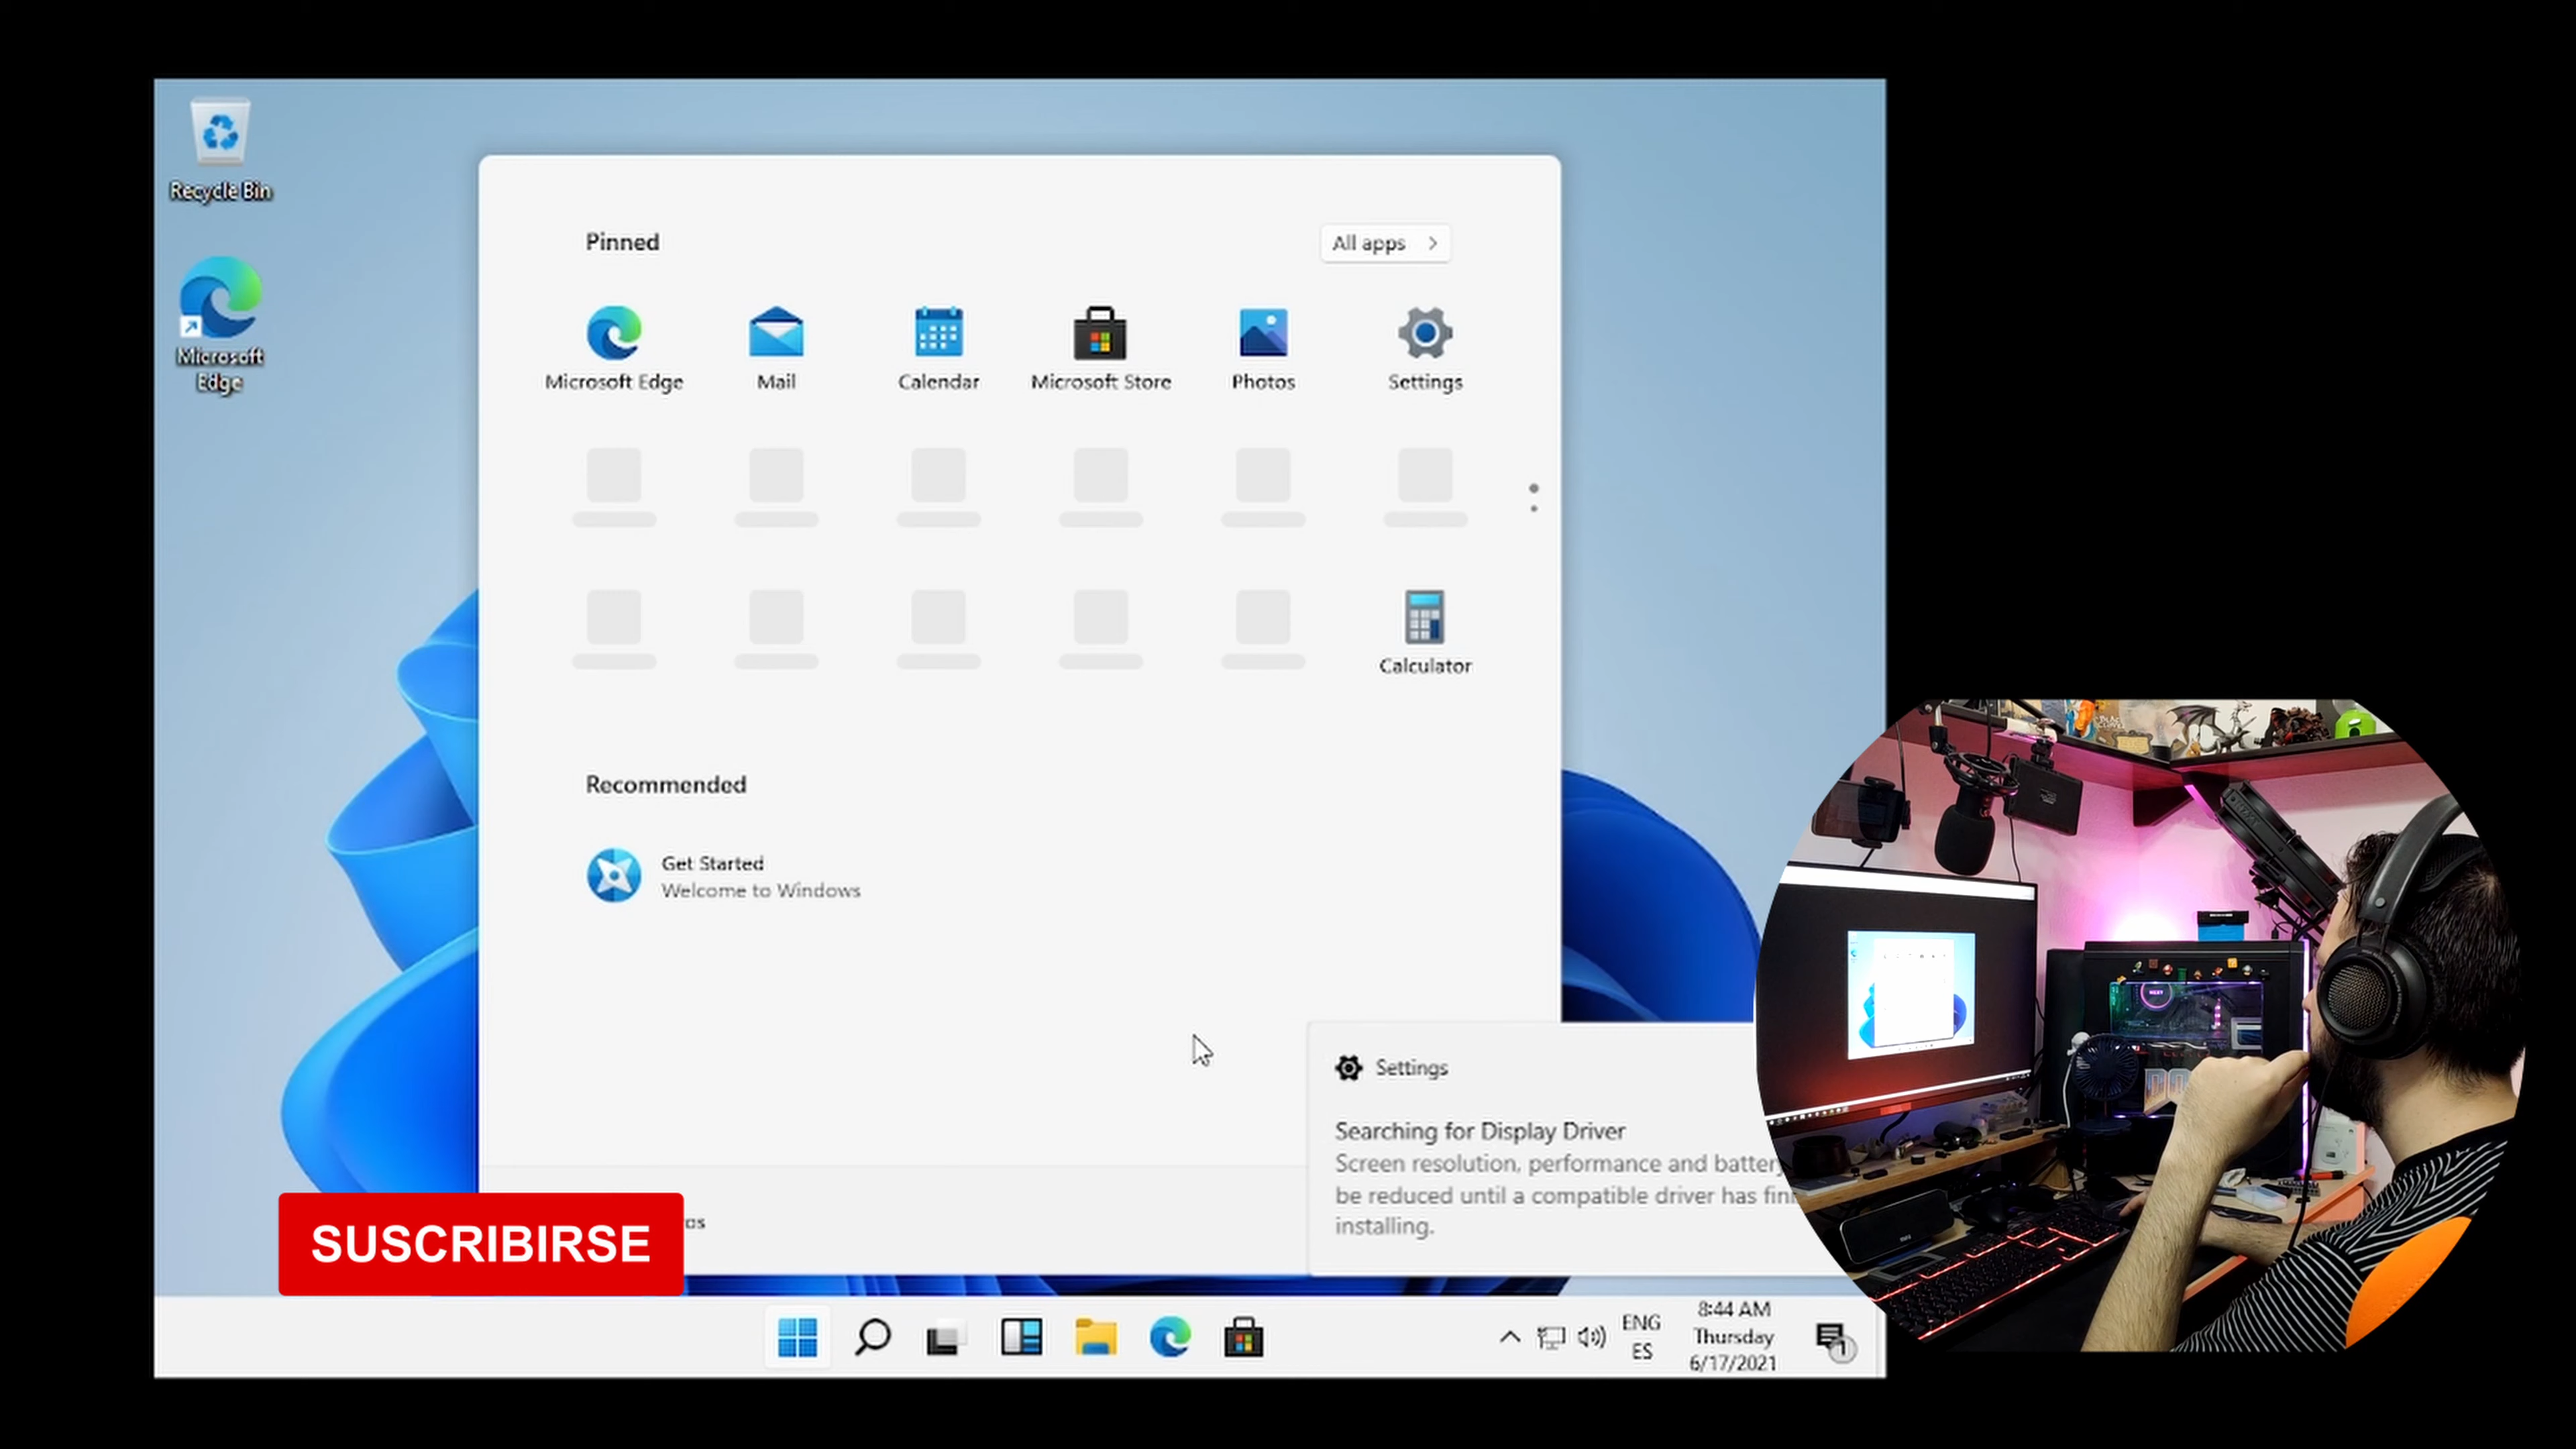 Recycle Bin
Microsoft
Edge
Pinned
All apps
Microsoft Edge
Mail
Calendar
Microsoft Store
Photos
Settings
Calculator
Recommended
Get Started
Welcome to Windows
Settings
Searching for Display Driver
Screen resolution, performance and battery
be reduced until a compatible driver has
installing.
SUSCRIBIRSE
ENG
ES
8:44 AM
Thursday
6/17/2021
1